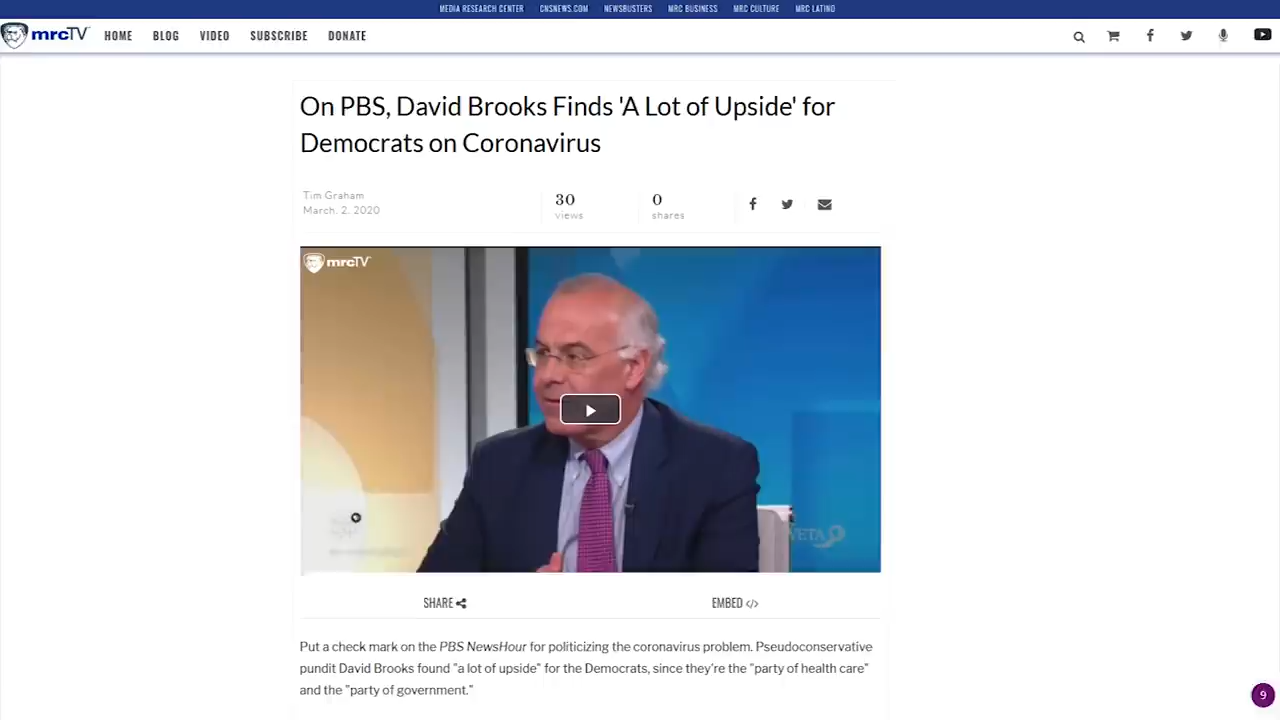 MEDIA RESEARCH CENTER CNSNEWS.COM NEWSBUSTERS MRC BUSINESS MRC CULTURE MRC LATINO
mrcTV HOME BLOG VIDEO SUBSCRIBE DONATE
On PBS, David Brooks Finds 'A Lot of Upside' for
Democrats on Coronavirus
Tim Graham
March. 2. 2020
30
views
0
shares
mrcTV
VETA
SHARE
EMBED </>
Put a check mark on the PBS NewsHour for politicizing the coronavirus problem. Pseudoconservative
pundit David Brooks found "a lot of upside" for the Democrats, since they're the "party of health care"
and the "party of government."
9